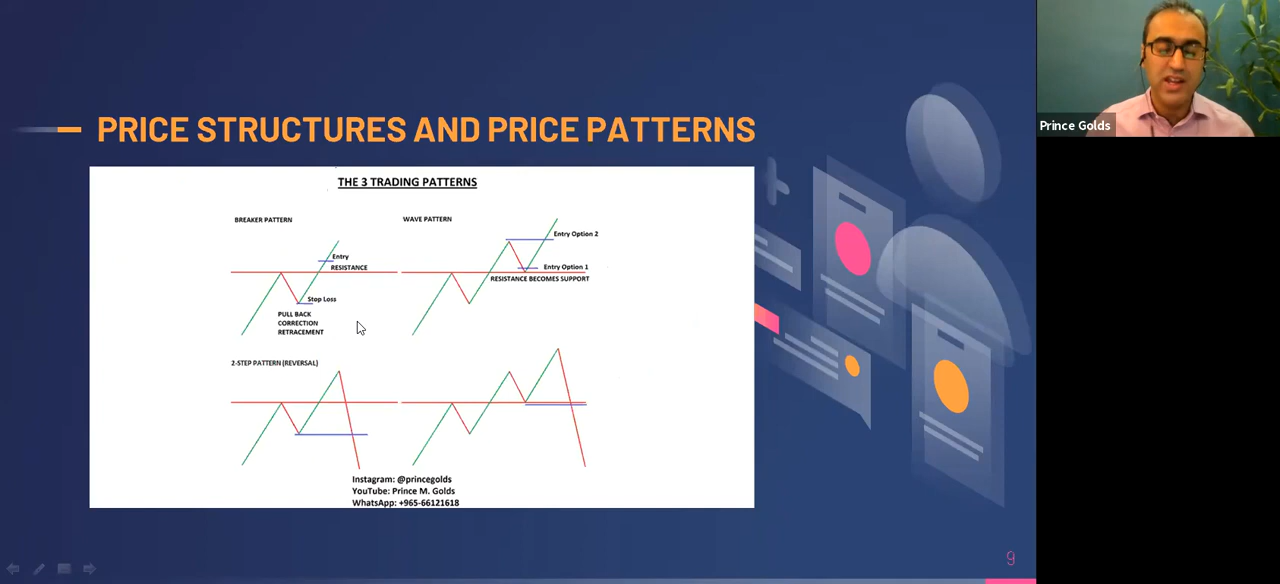 PRICE STRUCTURES AND PRICE PATTERNS
THE 3 TRADING PATTERNS
BREAKER PATTERN
Entry
RESISTANCE
Stop Loss
PULL BACK
CORRECTION
RETRACEMENT
WAVE PATTERN
Entry Option 2
Entry Option 1
RESISTANCE BECOMES SUPPORT
2-STEP PATTERN (REVERSAL)
Instagram: @princegolds
YouTube: Prince M. Golds
WhatsApp: +965-66121618
9
Prince Golds